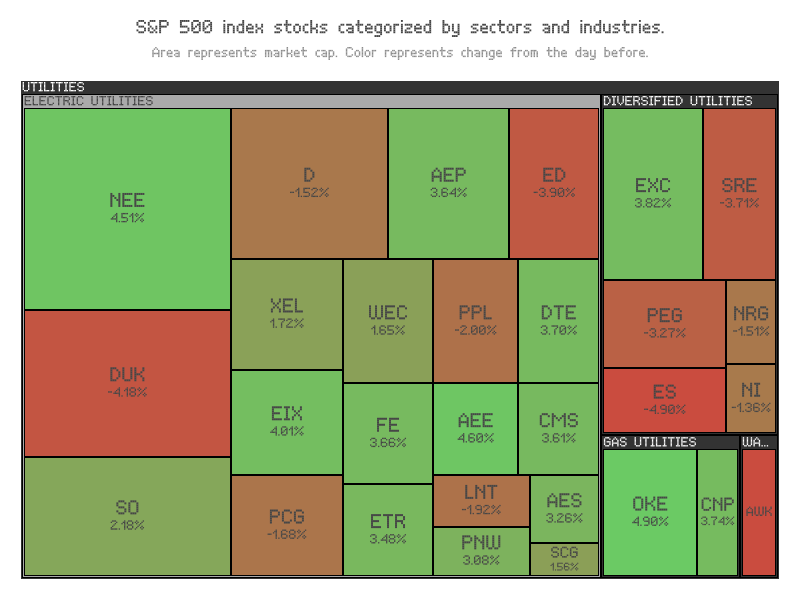 S&P 500 index stocks categorized by sectors and industries.
Area represents market cap. Color represents change from the day before.
UTILITIES
ELECTRIC UTILITIES
NEE
4.51%
DUK
-4.18%
SO
2.18%
D
-1.52%
AEP
3.64%
ED
-3.90%
XEL
1.72%
WEC
1.65%
PPL
-2.00%
DTE
3.70%
EIX
4.01%
FE
3.66%
AEE
4.60%
CMS
3.61%
PCG
-1.68%
ETR
3.48%
LNT
-1.92%
PNW
3.08%
AES
3.26%
SCG
1.56%
DIVERSIFIED UTILITIES
EXC
3.82%
SRE
-3.71%
PEG
-3.27%
NRG
-1.51%
ES
-4.90%
NI
-1.36%
GAS UTILITIES
OKE
4.90%
CNP
3.74%
WA...
AWK